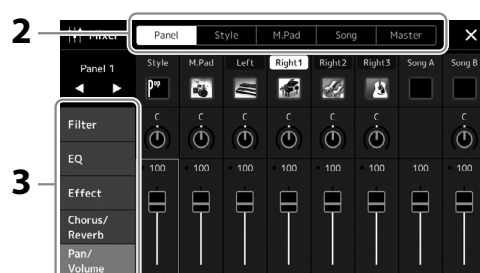 2
Mixer
Panel Style M.Pad Song Master
Panel 1
Style M.Pad Left Right1 Right2 Right3 Song A Song B
Pop
3
Filter
EQ
Effect
Chorus/
Reverb
Pan/
Volume
C C C C C C C
100 100 100 100 100 100 100 100